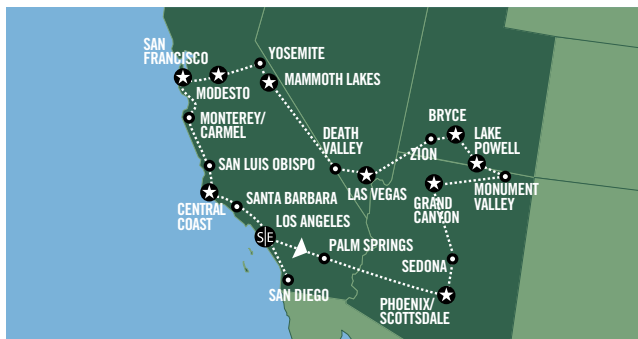 SAN
FRANCISCO
YOSEMITE
MAMMOTH LAKES
MODESTO
MONTEREY/
CARMEL
BRYCE
LAKE
POWELL
DEATH
VALLEY
ZION
SAN LUIS OBISPO
LAS VEGAS
MONUMENT
VALLEY
GRAND
CANYON
SANTA BARBARA
CENTRAL
COAST
LOS ANGELES
S E
PALM SPRINGS
SEDONA
SAN DIEGO
PHOENIX/
SCOTTSDALE